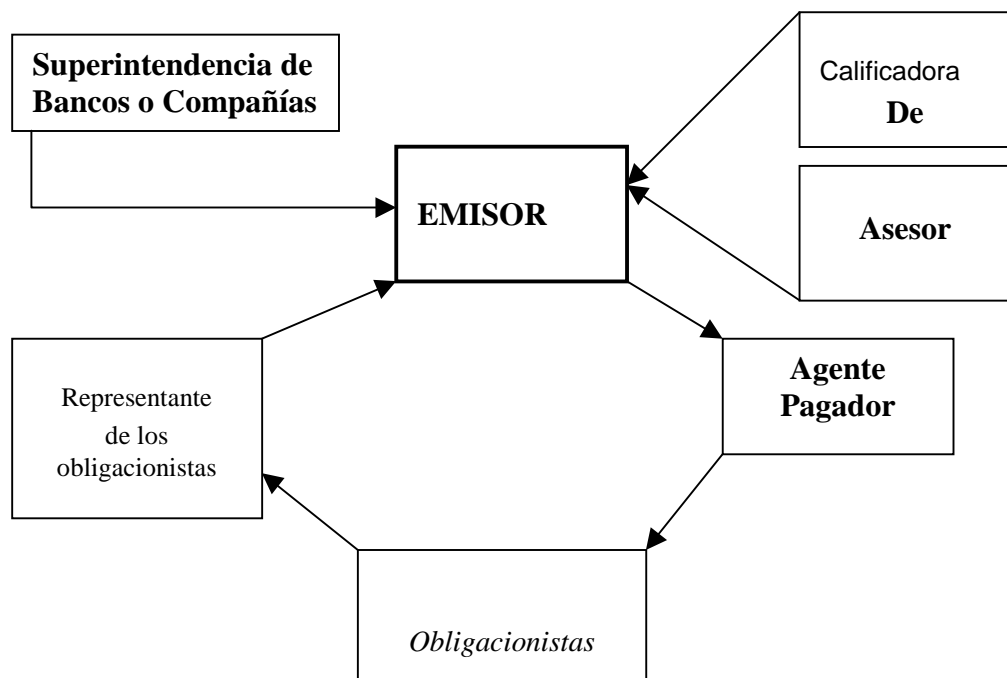 Superintendencia de
Bancos o Compañías
Calificadora
De
EMISOR
Asesor
Representante
de los
obligacionistas
Agente
Pagador
Obligacionistas